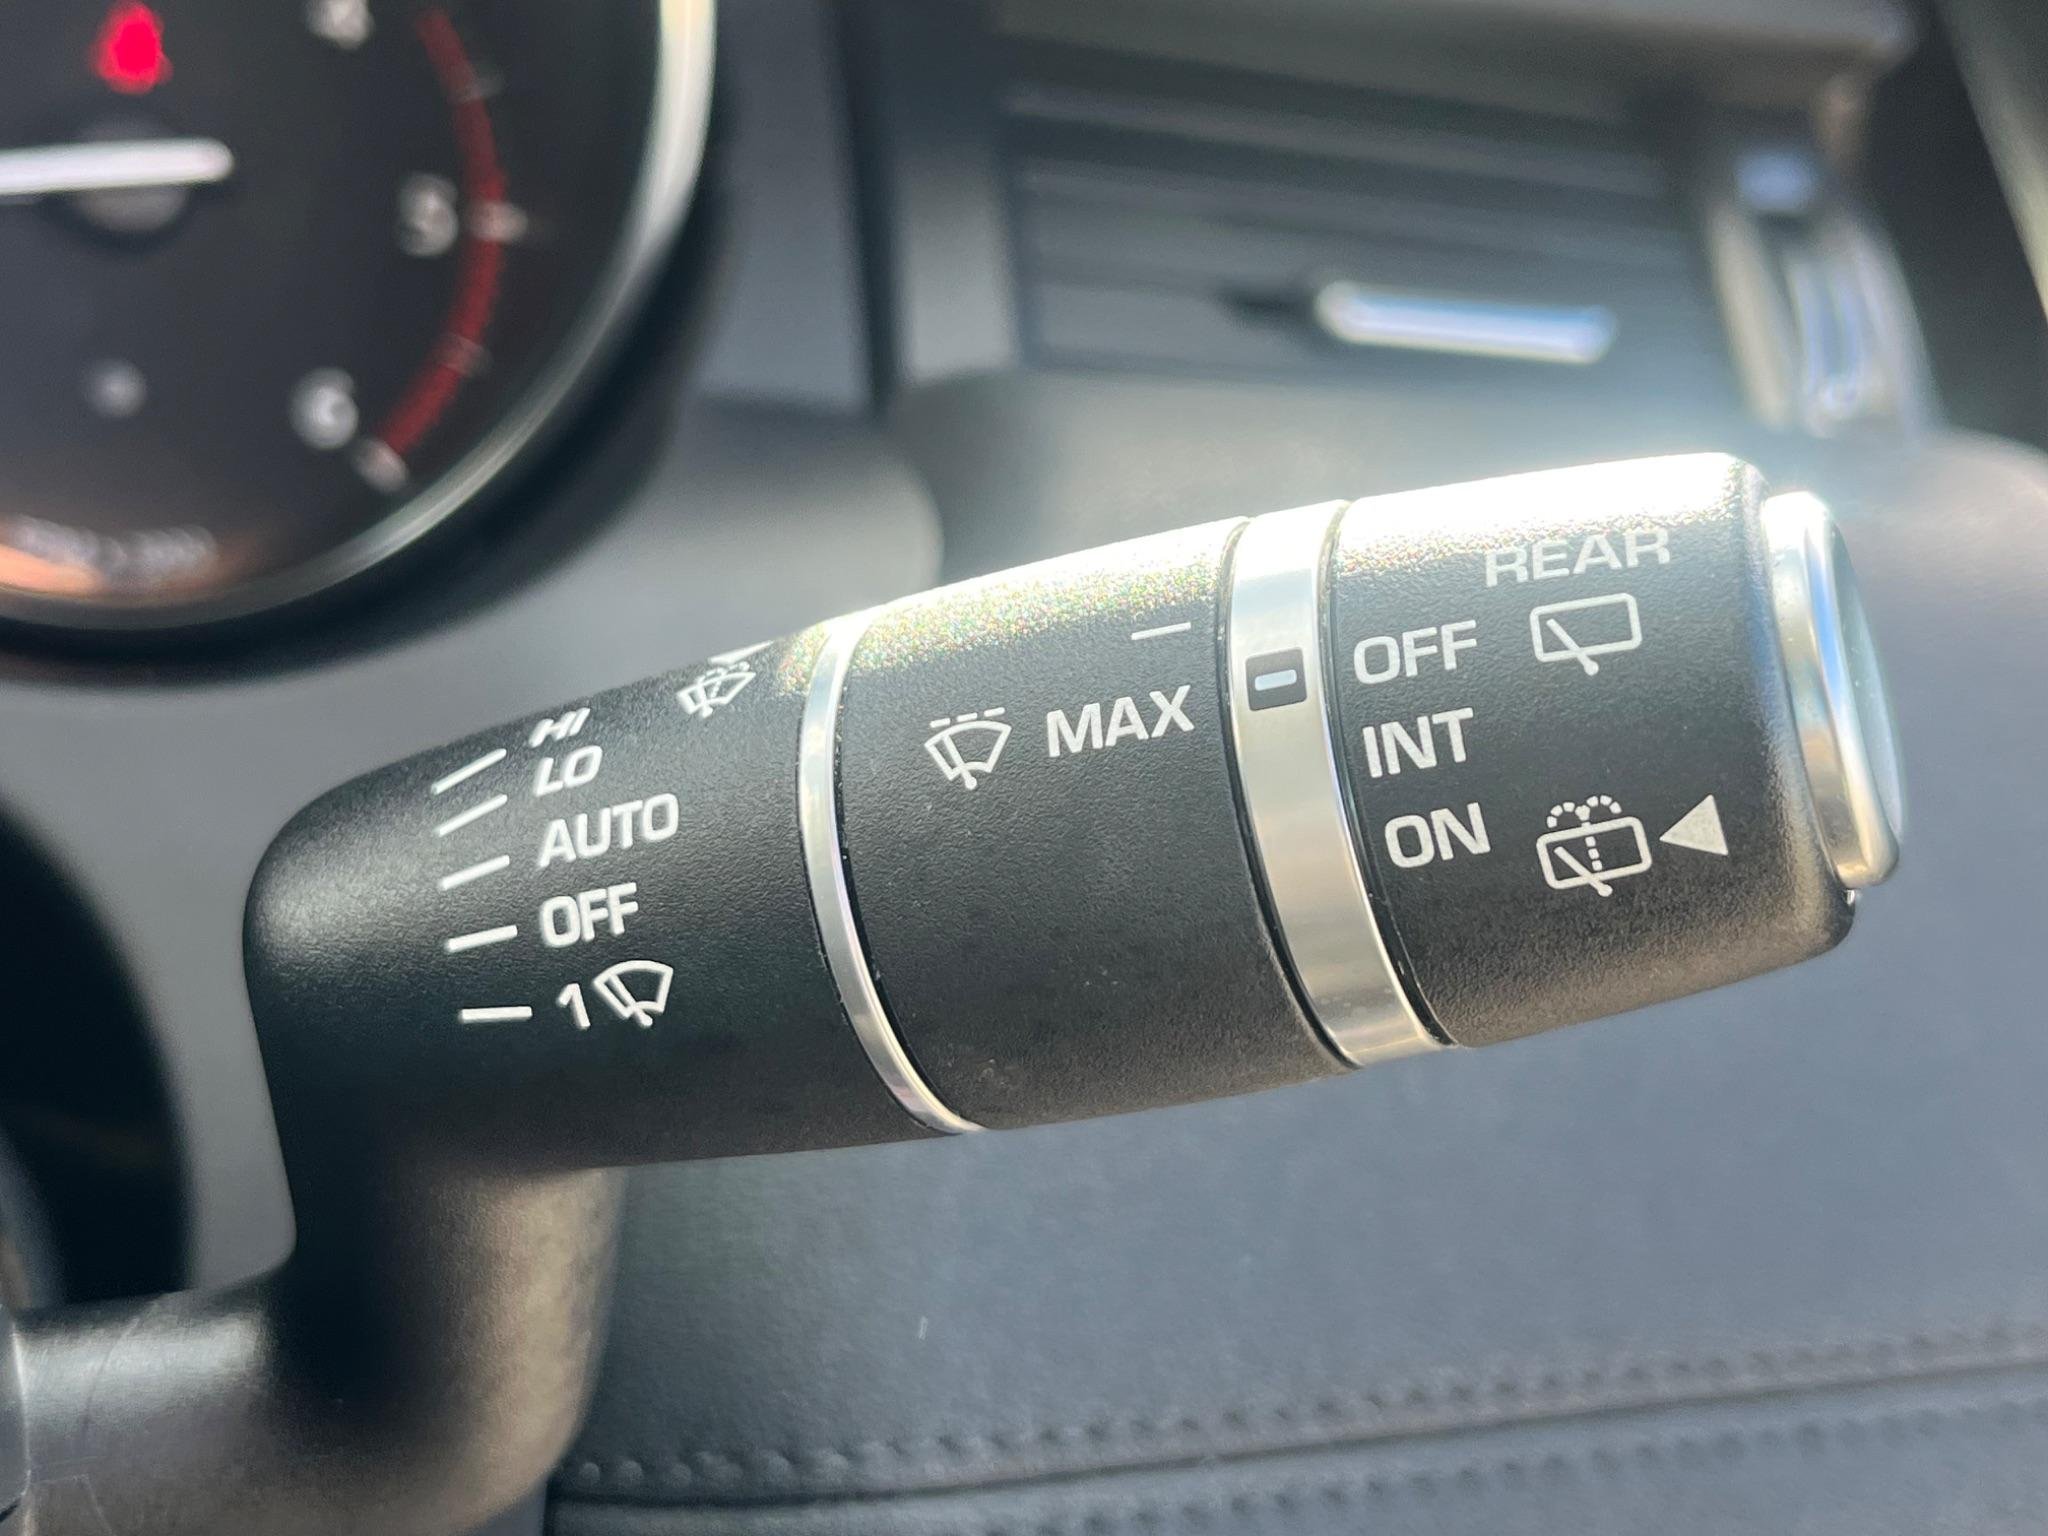 HI
LO
AUTO
OFF
1
MAX
REAR
OFF
INT
ON